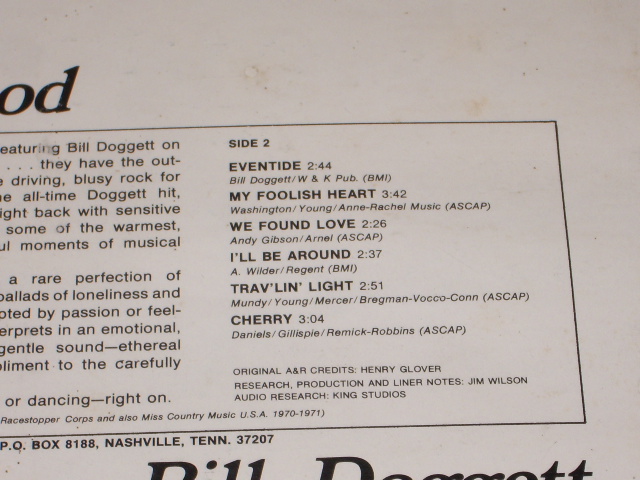 od
eaturing Bill Doggett on
. . . . they have the out-
e driving, blusy rock for
ne all-time Doggett hit,
ight back with sensitive
some of the warmest,
ul moments of musical
a rare perfection of
ballads of loneliness and
oted by passion or feel-
erprets in an emotional,
gentle sound—ethereal
pliment to the carefully
or dancing—right on.
SIDE 2
EVENTIDE 2:44
Bill Doggett/W & K Pub. (BMI)
MY FOOLISH HEART 3:42
Washington/Young/Anne-Rachel Music (ASCAP)
WE FOUND LOVE 2:26
Andy Gibson/Arnel (ASCAP)
I'LL BE AROUND 2:37
A. Wilder/Regent (BMI)
TRAV'LIN' LIGHT 2:51
Mundy/Young/Mercer/Bregman-Vocco-Conn (ASCAP)
CHERRY 3:04
Daniels/Gillispie/Remick-Robbins (ASCAP)
ORIGINAL A&R CREDITS: HENRY GLOVER
RESEARCH, PRODUCTION AND LINER NOTES: JIM WILSON
AUDIO RESEARCH: KING STUDIOS
Racestopper Corps and also Miss Country Music U.S.A. 1970-1971)
P.O. BOX 8188, NASHVILLE, TENN. 37207
Bill Doggett